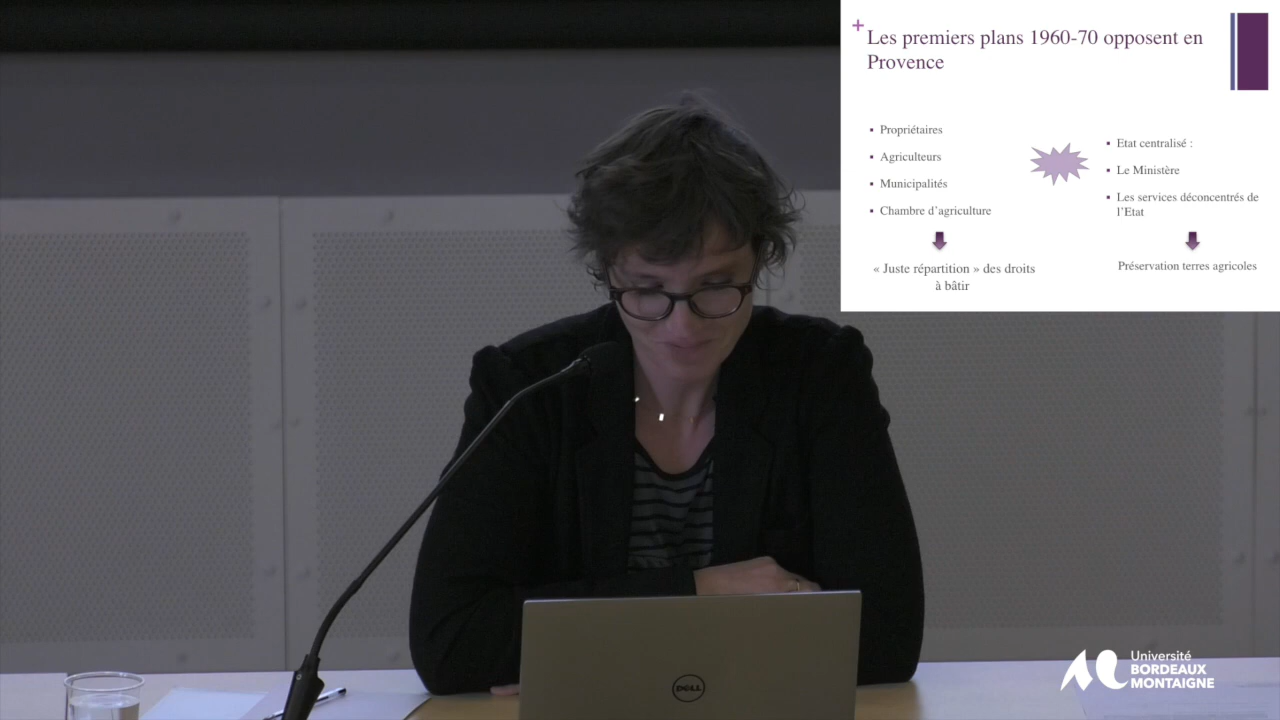 +
Les premiers plans 1960-70 opposent en
Provence
▪ Propriétaires
▪ Agriculteurs
▪ Municipalités
▪ Chambre d’agriculture
« Juste répartition » des droits
à bâtir
▪ Etat centralisé :
▪ Le Ministère
▪ Les services déconcentrés de
l’Etat
Préservation terres agricoles
DELL
Université
BORDEAUX
MONTAIGNE